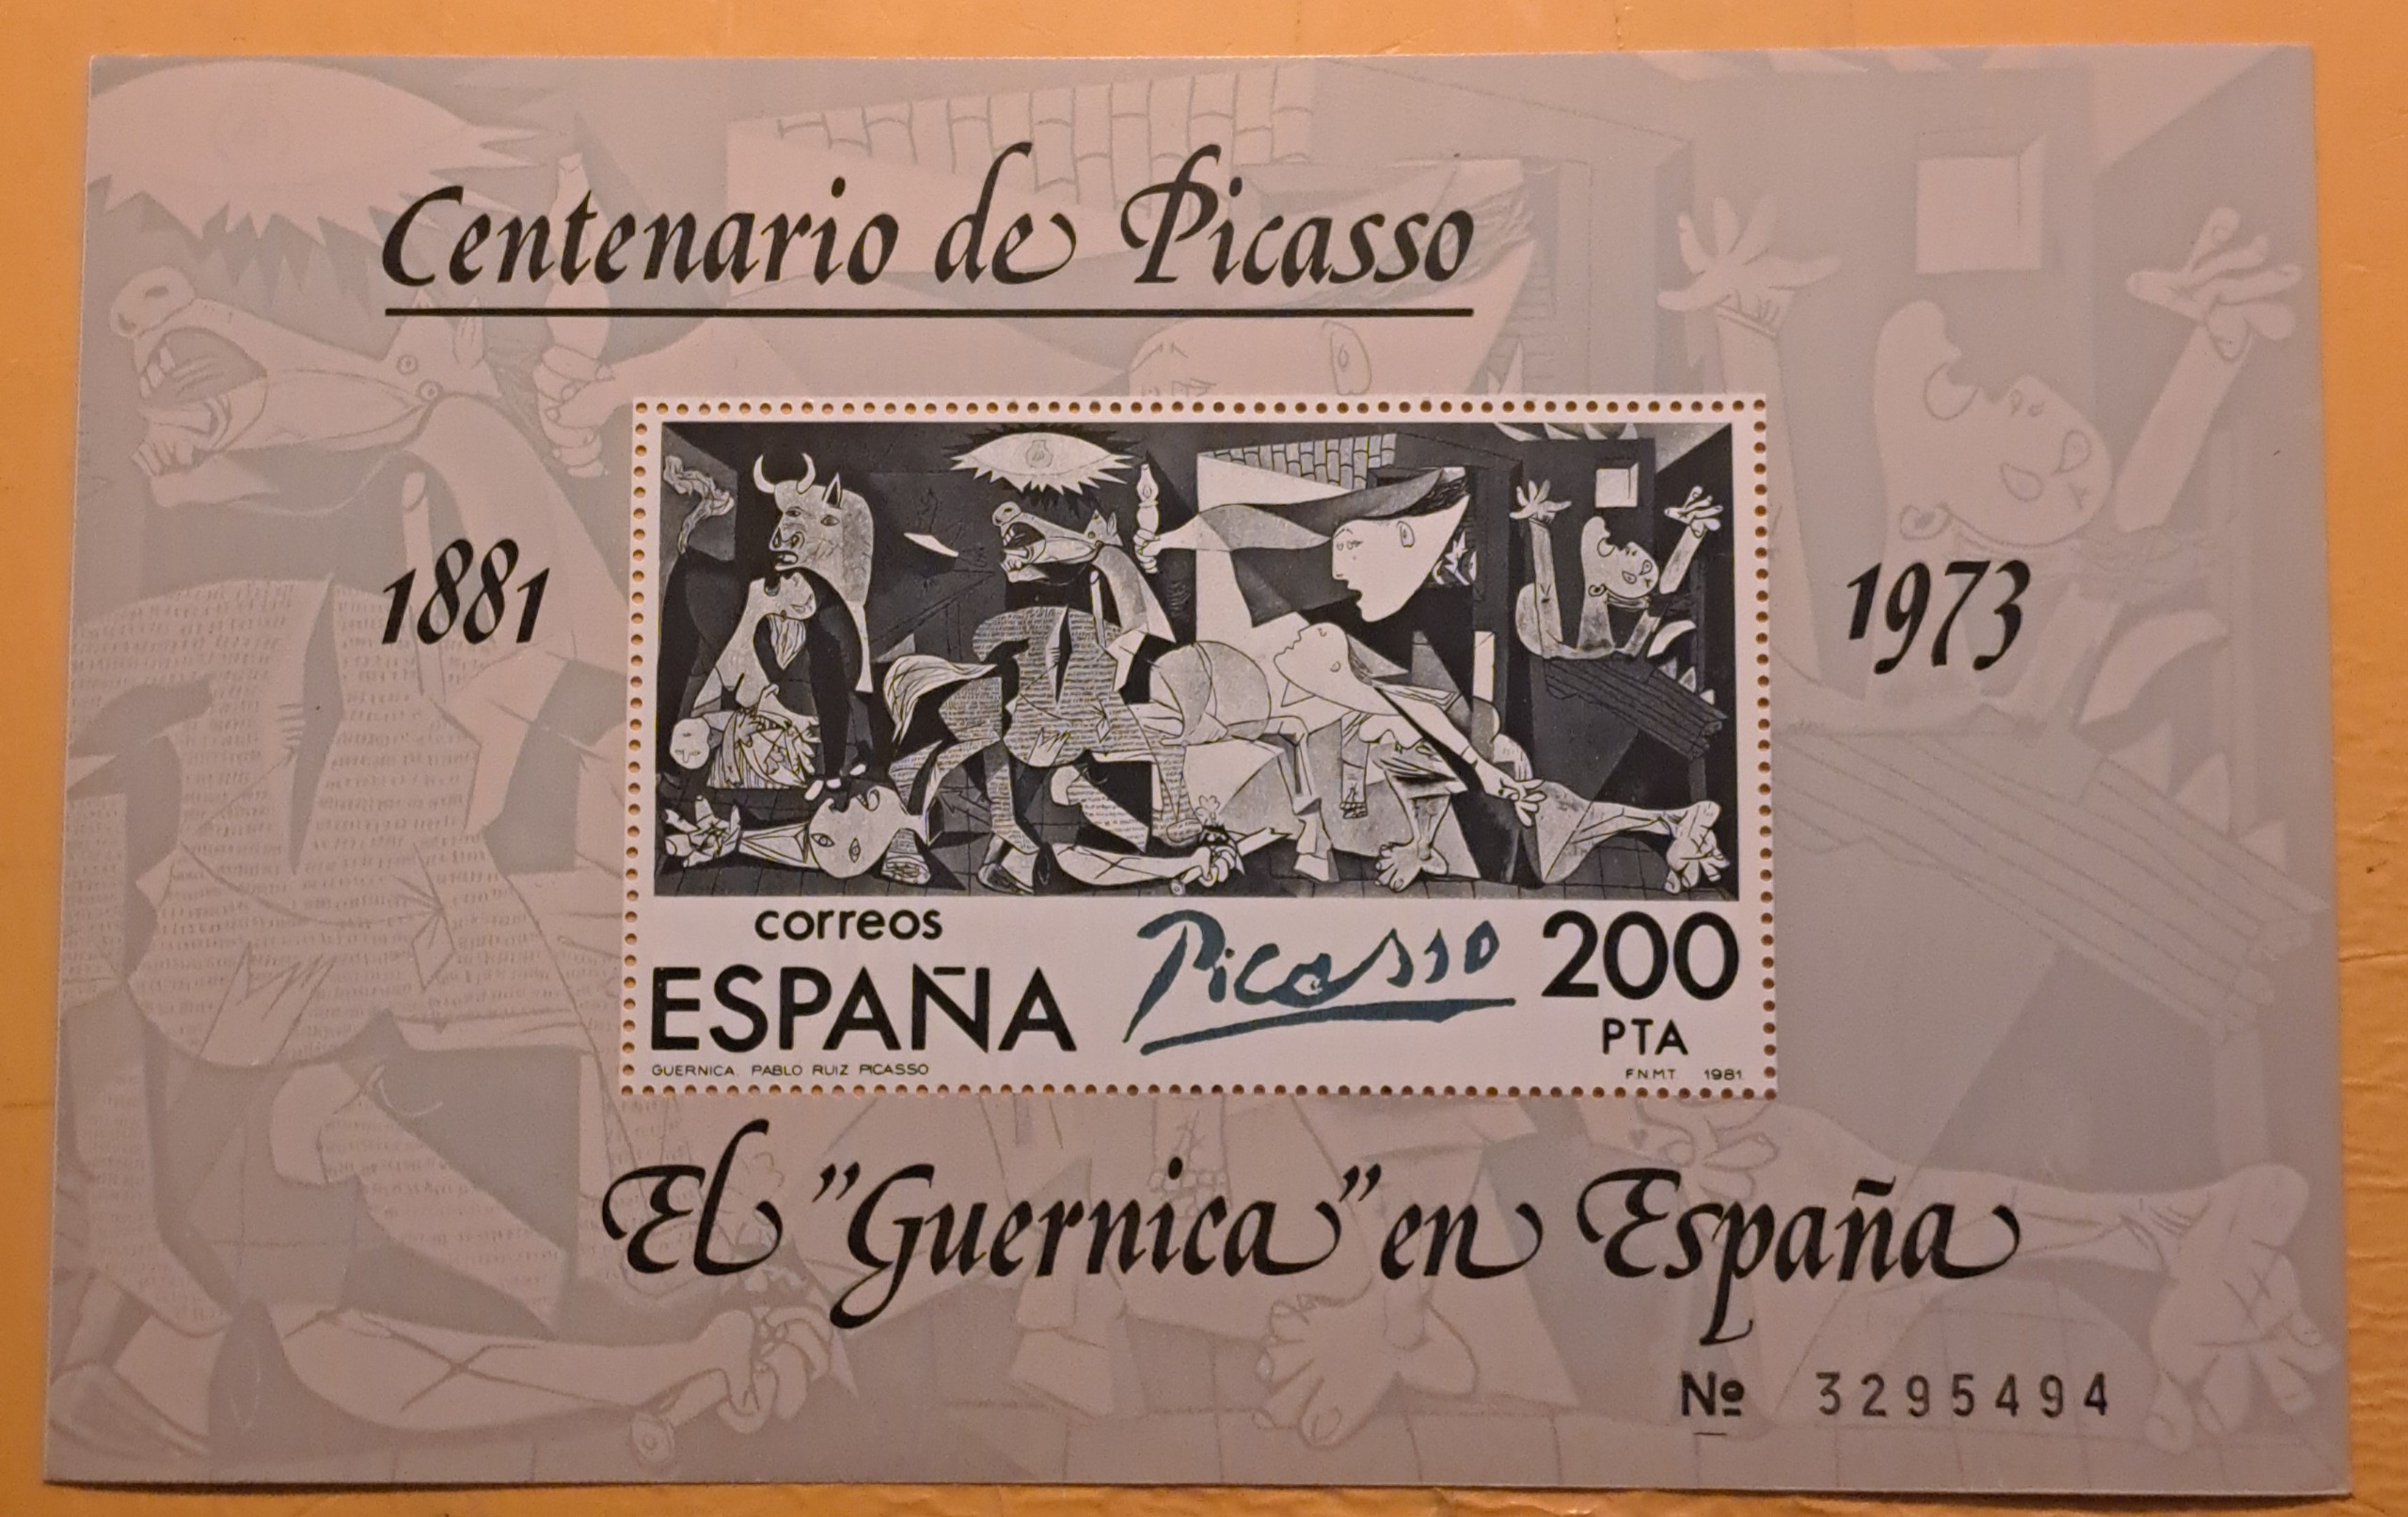 Centenario de Picasso
1881
1973
correos
ESPAÑA
Picasso
200
PTA
GUERNICA. PABLO RUIZ PICASSO
F.N.M.T. 1981
El "Guernica" en España
Nº 3295494